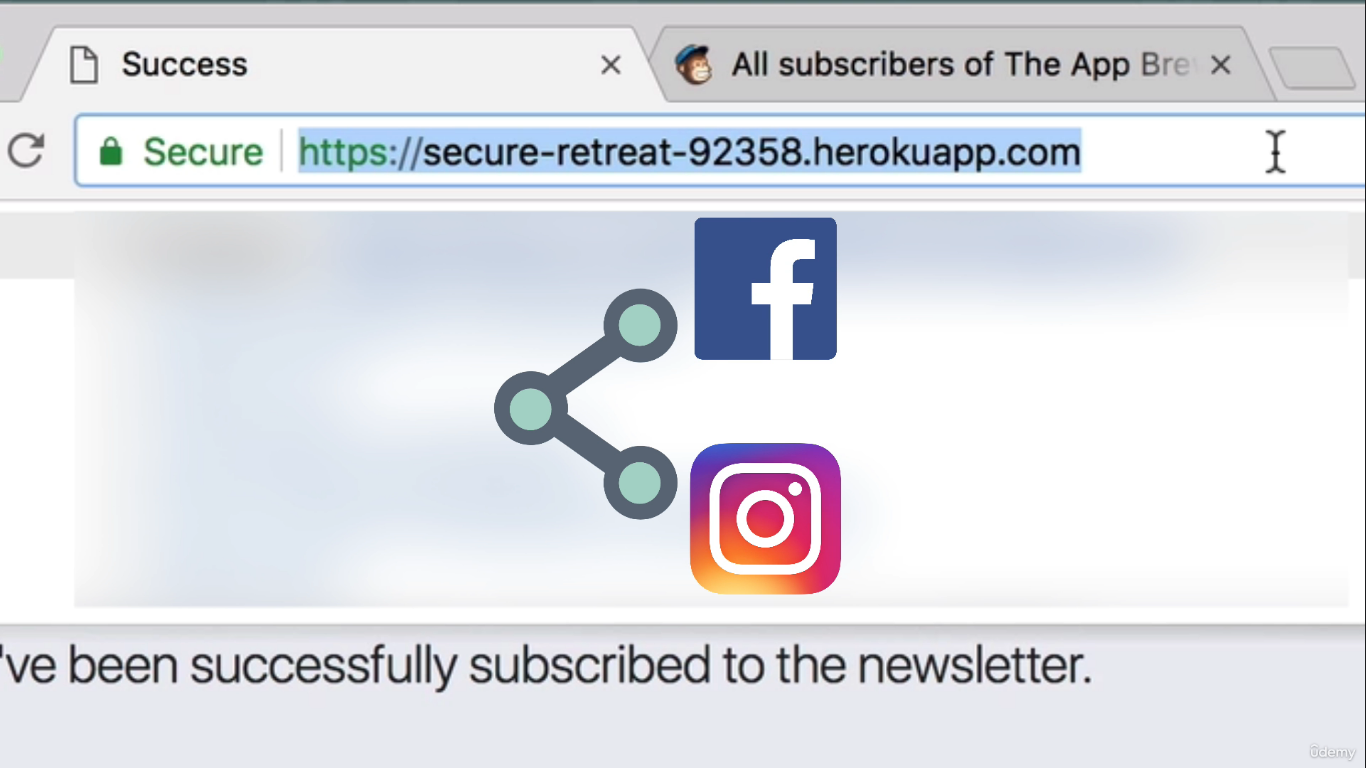 Success
All subscribers of The App Bre
Secure
https://secure-retreat-92358.herokuapp.com
've been successfully subscribed to the newsletter.
ûdemy